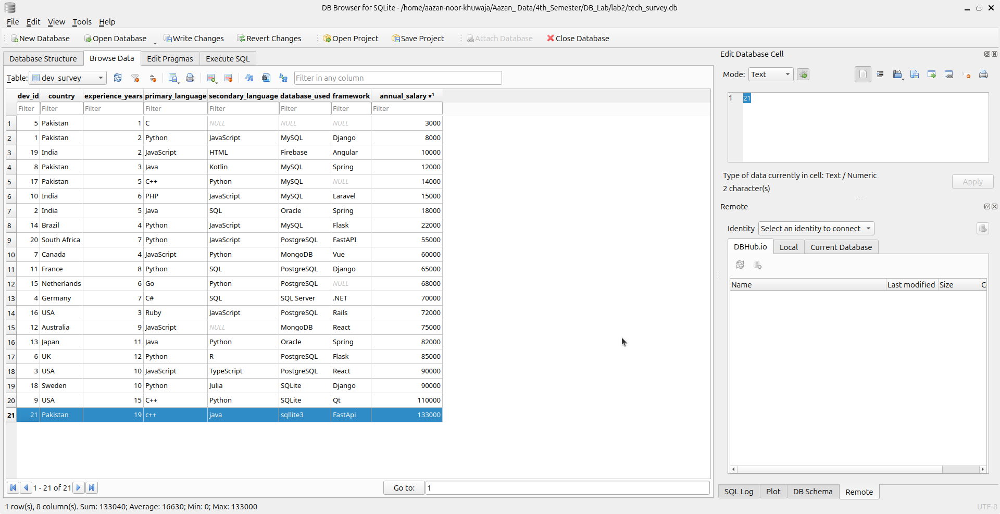 DB Browser for SQLite - /home/aazan-noor-khuwaja/Aazan_ Data/4th_Semester/DB_Lab/lab2/tech_survey.db
File Edit View Tools Help
New Database Open Database Write Changes Revert Changes Open Project Save Project Attach Database Close Database
Database Structure Browse Data Edit Pragmas Execute SQL
Table: dev_survey Filter in any column
dev_id country experience_years primary_language secondary_language database_used framework annual_salary ▾¹
Filter Filter Filter Filter Filter Filter Filter Filter
1 5 Pakistan 1 C NULL NULL NULL 3000
2 1 Pakistan 2 Python JavaScript MySQL Django 8000
3 19 India 2 JavaScript HTML Firebase Angular 10000
4 8 Pakistan 3 Java Kotlin MySQL Spring 12000
5 17 Pakistan 5 C++ Python MySQL NULL 14000
6 10 India 6 PHP JavaScript MySQL Laravel 15000
7 2 India 5 Java SQL Oracle Spring 18000
8 14 Brazil 4 Python JavaScript MySQL Flask 22000
9 20 South Africa 7 Python JavaScript PostgreSQL FastAPI 55000
10 7 Canada 4 JavaScript Python MongoDB Vue 60000
11 11 France 8 Python SQL PostgreSQL Django 65000
12 15 Netherlands 6 Go Python PostgreSQL NULL 68000
13 4 Germany 7 C# SQL SQL Server .NET 70000
14 16 USA 3 Ruby JavaScript PostgreSQL Rails 72000
15 12 Australia 9 JavaScript NULL MongoDB React 75000
16 13 Japan 11 Java Python Oracle Spring 82000
17 6 UK 12 Python R PostgreSQL Flask 85000
18 3 USA 10 JavaScript TypeScript PostgreSQL React 90000
19 18 Sweden 10 Python Julia SQLite Django 90000
20 9 USA 15 C++ Python SQLite Qt 110000
21 21 Pakistan 19 c++ java sqllite3 FastApi 133000
1 - 21 of 21 Go to: 1
1 row(s), 8 column(s). Sum: 133040; Average: 16630; Min: 0; Max: 133000
Edit Database Cell
Mode: Text
1 21
Type of data currently in cell: Text / Numeric
2 character(s)
Apply
Remote
Identity Select an identity to connect
DBHub.io Local Current Database
Name Last modified Size C
SQL Log Plot DB Schema Remote
UTF-8